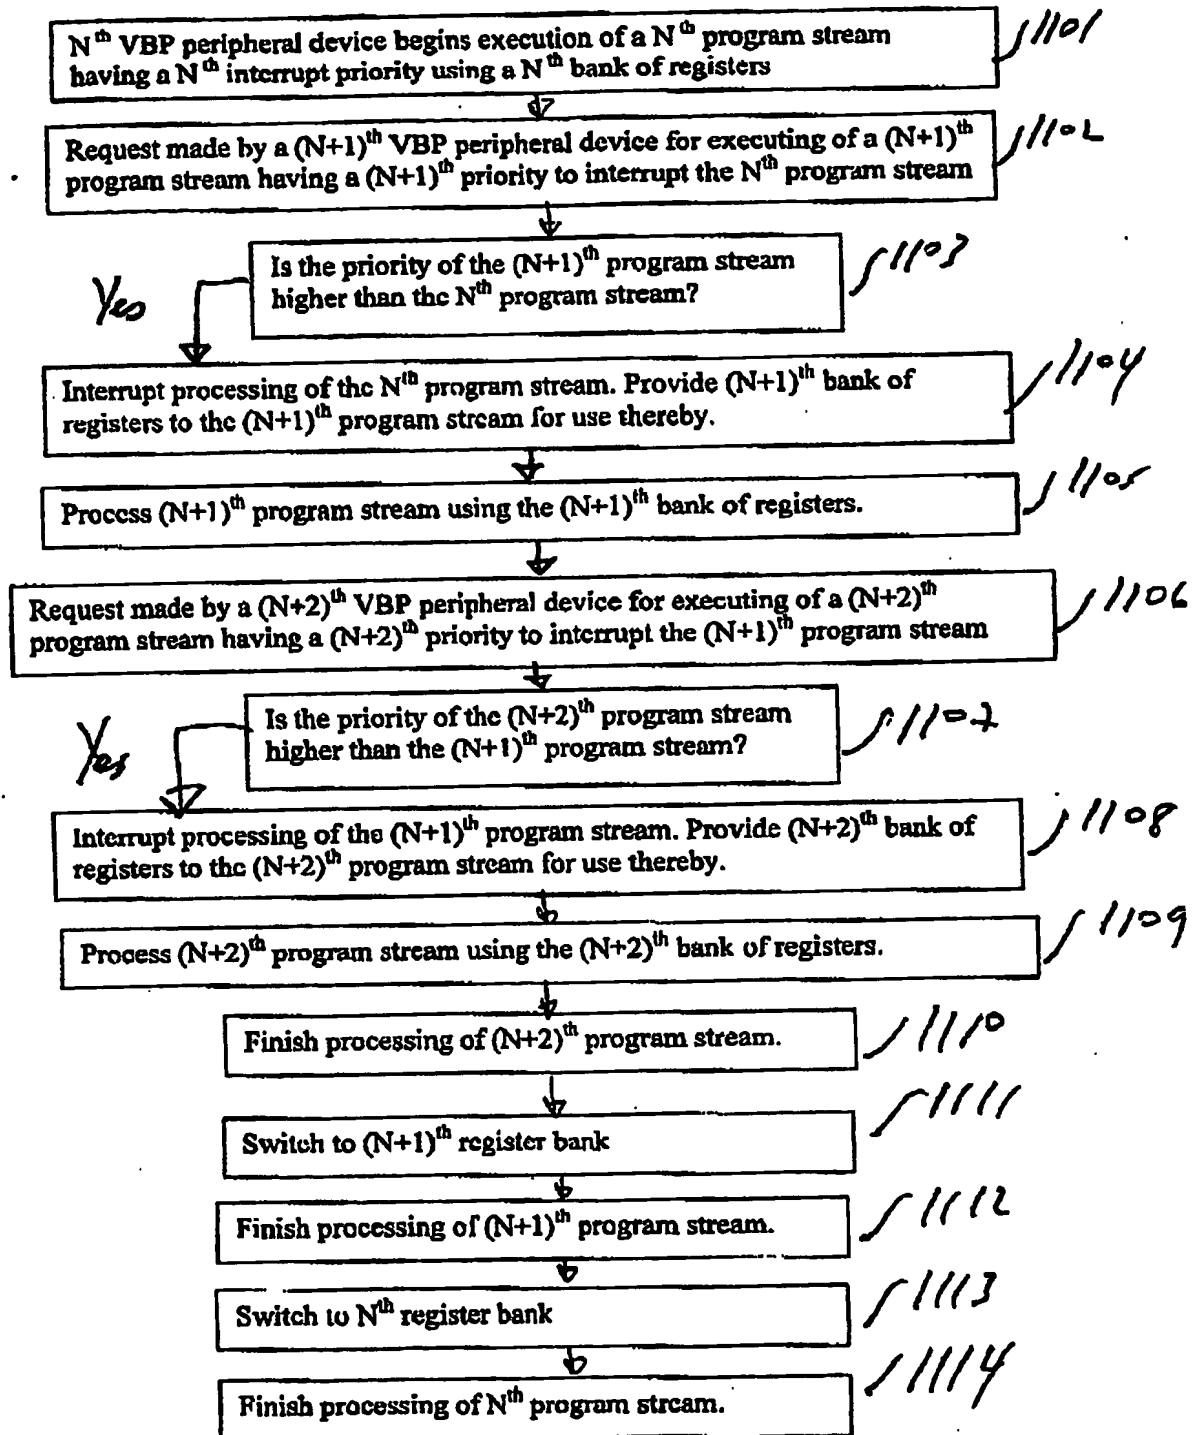 Nth VBP peripheral device begins execution of a Nth program stream
having a Nth interrupt priority using a Nth bank of registers
1101
Request made by a (N+1)th VBP peripheral device for executing of a (N+1)th
program stream having a (N+1)th priority to interrupt the Nth program stream
1102
Is the priority of the (N+1)th program stream
higher than the Nth program stream?
1103
Yes
Interrupt processing of the Nth program stream. Provide (N+1)th bank of
registers to the (N+1)th program stream for use thereby.
1104
Process (N+1)th program stream using the (N+1)th bank of registers.
1105
Request made by a (N+2)th VBP peripheral device for executing of a (N+2)th
program stream having a (N+2)th priority to interrupt the (N+1)th program stream
1106
Is the priority of the (N+2)th program stream
higher than the (N+1)th program stream?
1107
Yes
Interrupt processing of the (N+1)th program stream. Provide (N+2)th bank of
registers to the (N+2)th program stream for use thereby.
1108
Process (N+2)th program stream using the (N+2)th bank of registers.
1109
Finish processing of (N+2)th program stream.
1110
Switch to (N+1)th register bank
1111
Finish processing of (N+1)th program stream.
1112
Switch to Nth register bank
1113
Finish processing of Nth program stream.
1114